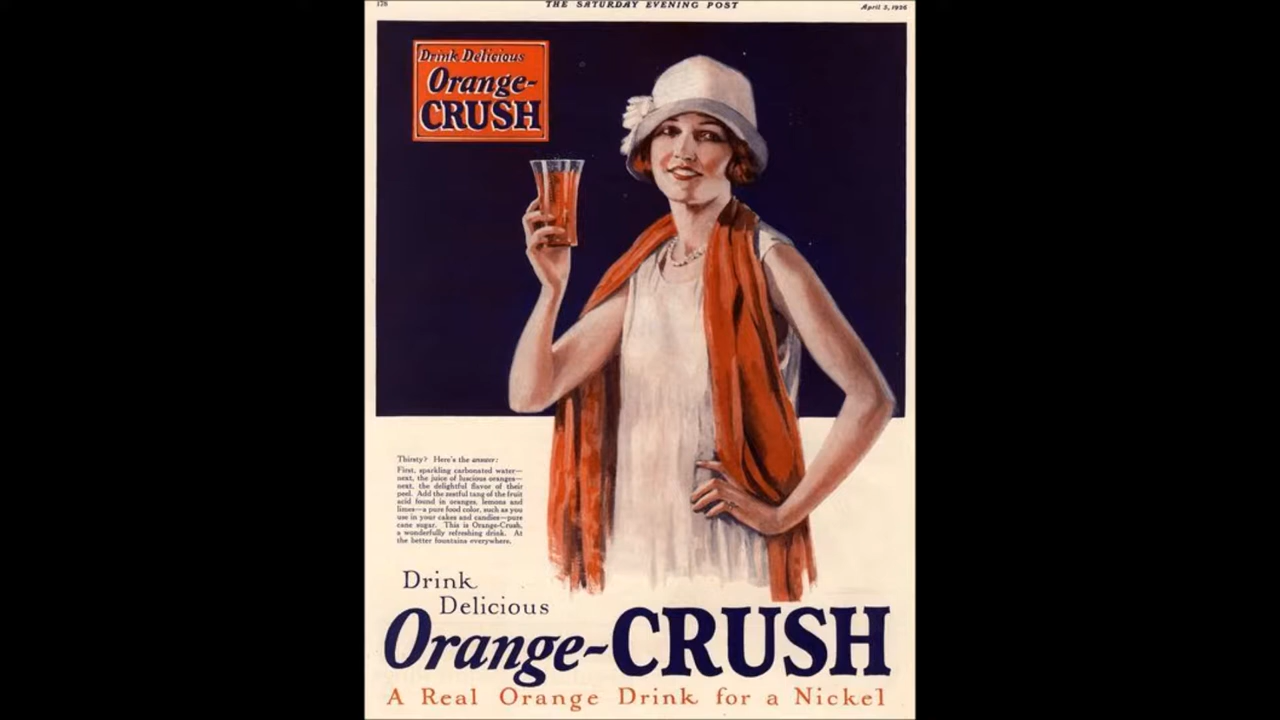 178
THE SATURDAY EVENING POST
April 3, 1926
Drink Delicious
Orange-
CRUSH
Thirsty? Here's the answer:
First, sparkling carbonated water—
next, the juice of luscious oranges—
next, the delightful flavor of their
peel. Add the zestful tang of the fruit
acid found in oranges, lemons and
limes—a pure food color, such as you
use in your cakes and candies—pure
cane sugar. This is Orange-Crush,
a wonderfully refreshing drink. At
the better fountains everywhere.
Drink
Delicious
Orange-CRUSH
A Real Orange Drink for a Nickel